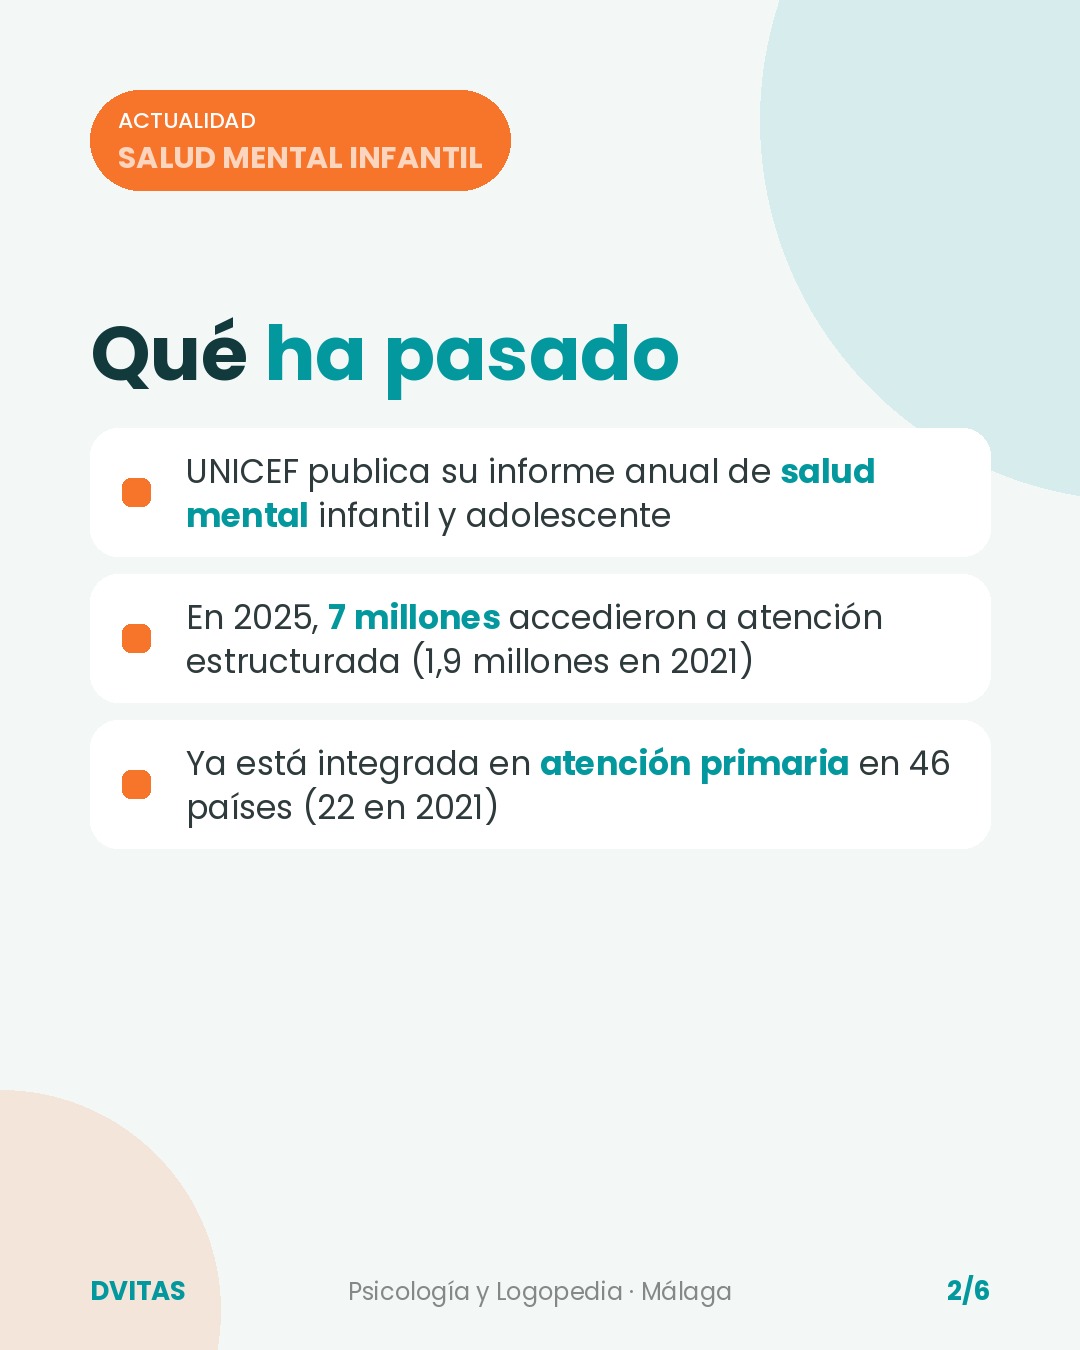 ACTUALIDAD
SALUD MENTAL INFANTIL
Qué ha pasado
UNICEF publica su informe anual de salud
mental infantil y adolescente
En 2025, 7 millones accedieron a atención
estructurada (1,9 millones en 2021)
Ya está integrada en atención primaria en 46
países (22 en 2021)
DVITAS
Psicología y Logopedia · Málaga
2/6